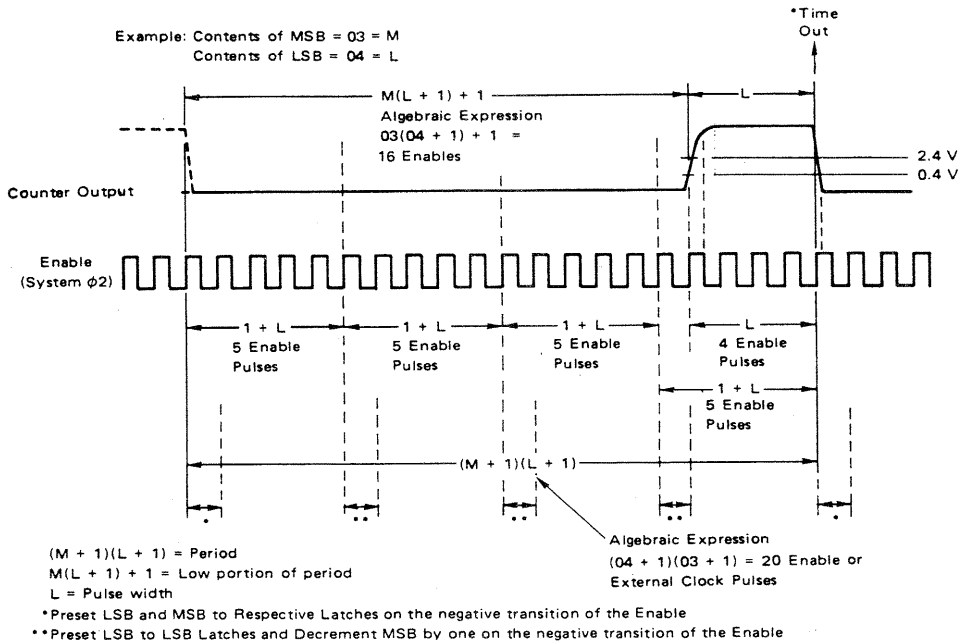 *Time
Out
Example: Contents of MSB = 03 = M
Contents of LSB = 04 = L
M(L + 1) + 1
L
Algebraic Expression
03(04 + 1) + 1 =
16 Enables
2.4 V
0.4 V
Counter Output
Enable
(System φ2)
1 + L
5 Enable
Pulses
1 + L
5 Enable
Pulses
1 + L
5 Enable
Pulses
L
4 Enable
Pulses
1 + L
5 Enable
Pulses
(M + 1)(L + 1)
*
**
**
**
*
Algebraic Expression
(04 + 1)(03 + 1) = 20 Enable or
External Clock Pulses
(M + 1)(L + 1) = Period
M(L + 1) + 1 = Low portion of period
L = Pulse width
*Preset LSB and MSB to Respective Latches on the negative transition of the Enable
**Preset LSB to LSB Latches and Decrement MSB by one on the negative transition of the Enable